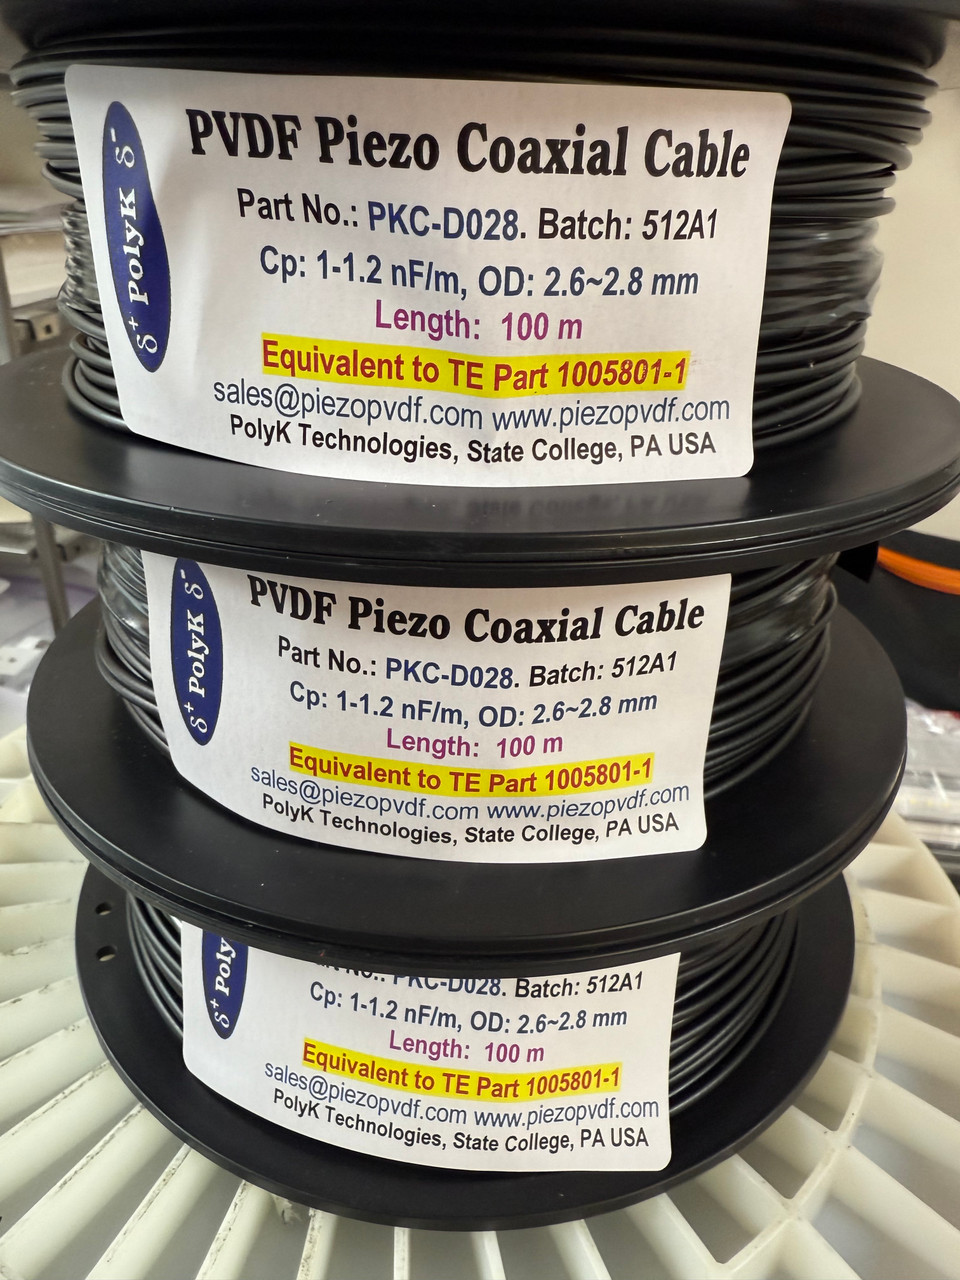 δ⁺ PolyK δ⁻
PVDF Piezo Coaxial Cable
Part No.: PKC-D028. Batch: 512A1
Cp: 1-1.2 nF/m, OD: 2.6~2.8 mm
Length: 100 m
Equivalent to TE Part 1005801-1
sales@piezopvdf.com www.piezopvdf.com
PolyK Technologies, State College, PA USA
δ⁺ PolyK δ⁻
PVDF Piezo Coaxial Cable
Part No.: PKC-D028. Batch: 512A1
Cp: 1-1.2 nF/m, OD: 2.6~2.8 mm
Length: 100 m
Equivalent to TE Part 1005801-1
sales@piezopvdf.com www.piezopvdf.com
PolyK Technologies, State College, PA USA
δ⁺ Poly
No.: PKC-D028. Batch: 512A1
Cp: 1-1.2 nF/m, OD: 2.6~2.8 mm
Length: 100 m
Equivalent to TE Part 1005801-1
sales@piezopvdf.com www.piezopvdf.com
PolyK Technologies, State College, PA USA